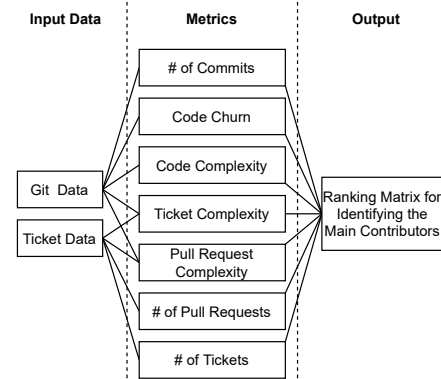 Input Data
Metrics
Output
# of Commits
Code Churn
Code Complexity
Git Data
Ticket Data
Ticket Complexity
Pull Request
Complexity
# of Pull Requests
# of Tickets
Ranking Matrix for
Identifying the
Main Contributors